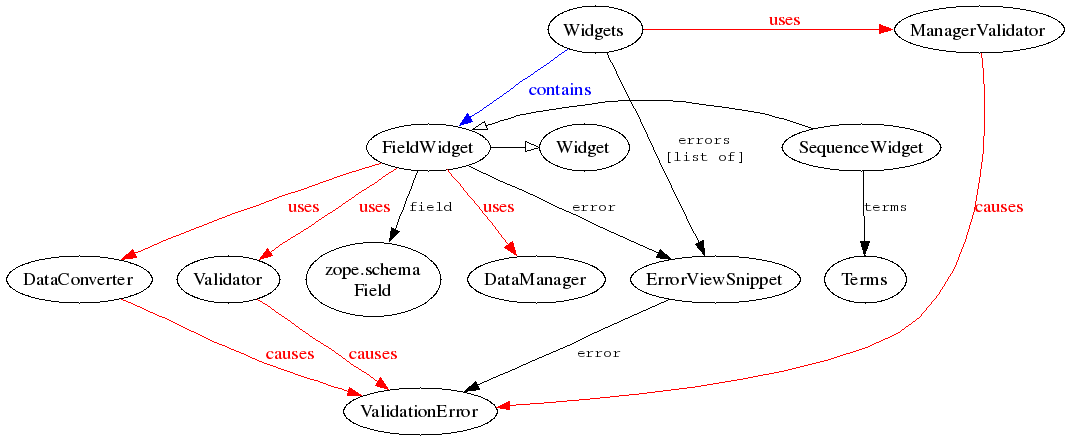 Widgets
uses
ManagerValidator
contains
errors
[list of]
FieldWidget
Widget
SequenceWidget
uses
uses
field
uses
error
terms
causes
DataConverter
Validator
zope.schema
Field
DataManager
ErrorViewSnippet
Terms
causes
causes
error
ValidationError